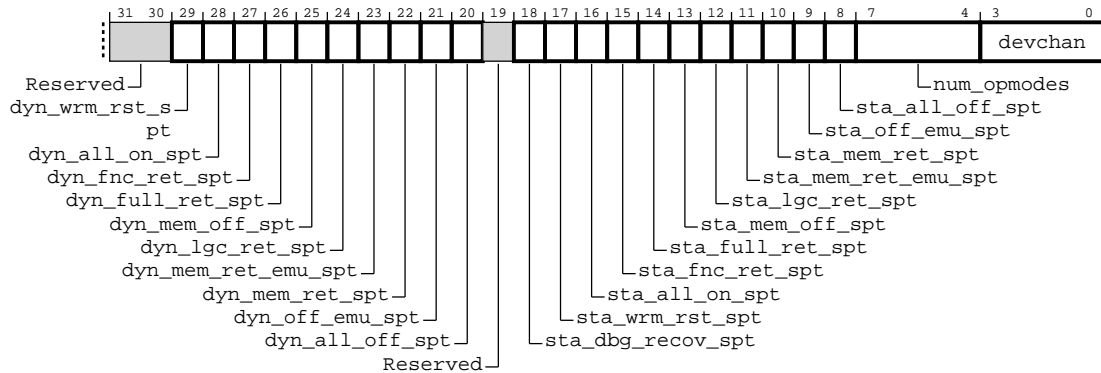 31 30 29 28 27 26 25 24 23 22 21 20 19 18 17 16 15 14 13 12 11 10 9 8 7 4 3 0
devchan
Reserved num_opmodes
dyn_wrm_rst_s sta_all_off_spt
pt sta_off_emu_spt
dyn_all_on_spt sta_mem_ret_spt
dyn_fnc_ret_spt sta_mem_ret_emu_spt
dyn_full_ret_spt sta_lgc_ret_spt
dyn_mem_off_spt sta_mem_off_spt
dyn_lgc_ret_spt sta_full_ret_spt
dyn_mem_ret_emu_spt sta_fnc_ret_spt
dyn_mem_ret_spt sta_all_on_spt
dyn_off_emu_spt sta_wrm_rst_spt
dyn_all_off_spt sta_dbg_recov_spt
Reserved